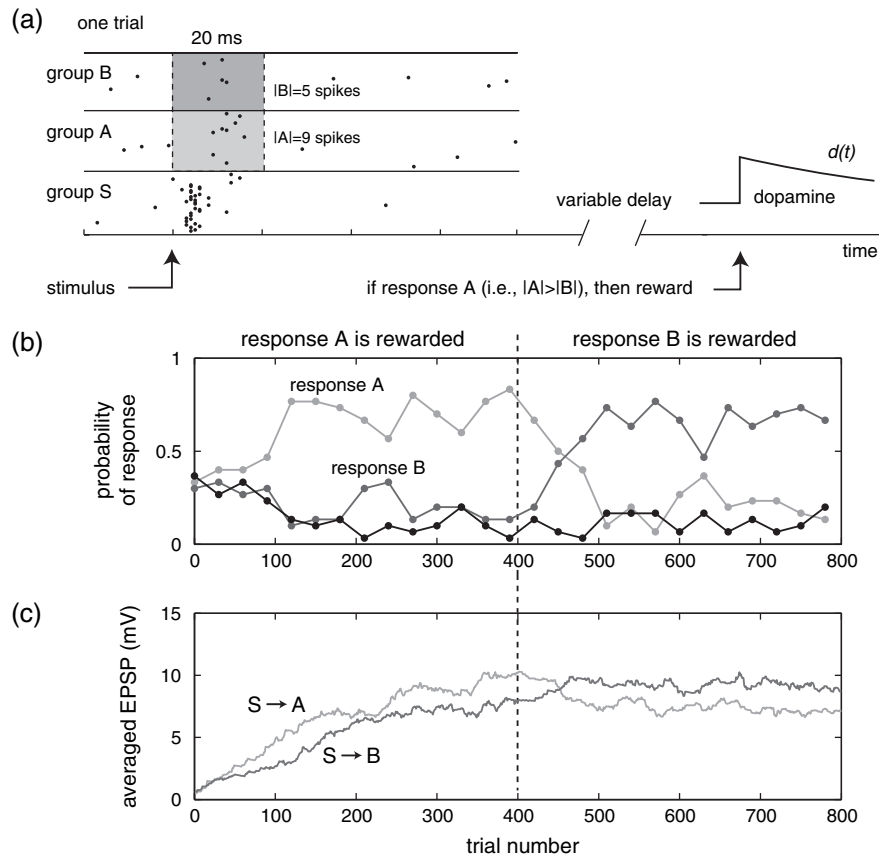 (a)
one trial
20 ms
group B
|B|=5 spikes
group A
|A|=9 spikes
d(t)
group S
variable delay
dopamine
time
stimulus
if response A (i.e., |A|>|B|), then reward
(b)
response A is rewarded
response B is rewarded
1
response A
probability
of response
0.5
response B
0
0 100 200 300 400 500 600 700 800
(c)
15
averaged EPSP (mV)
10
S → A
5
S → B
0
0 100 200 300 400 500 600 700 800
trial number